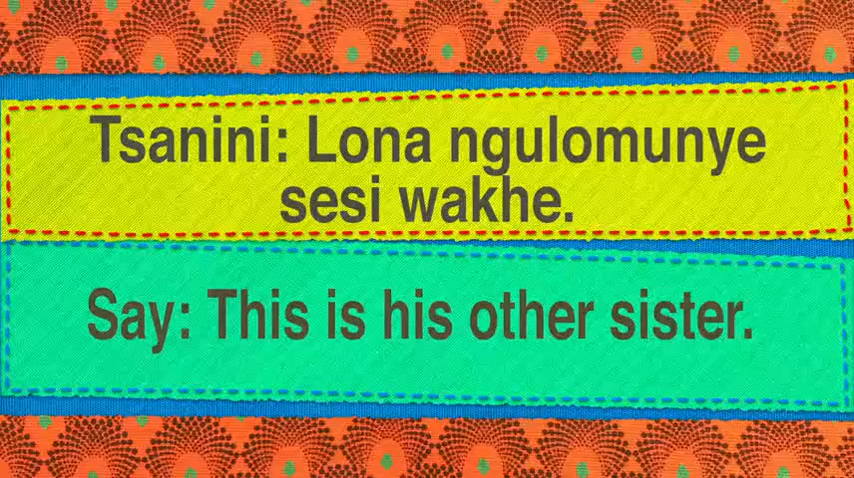 Tsanini: Lona ngulomunye
sesi wakhe.
Say: This is his other sister.